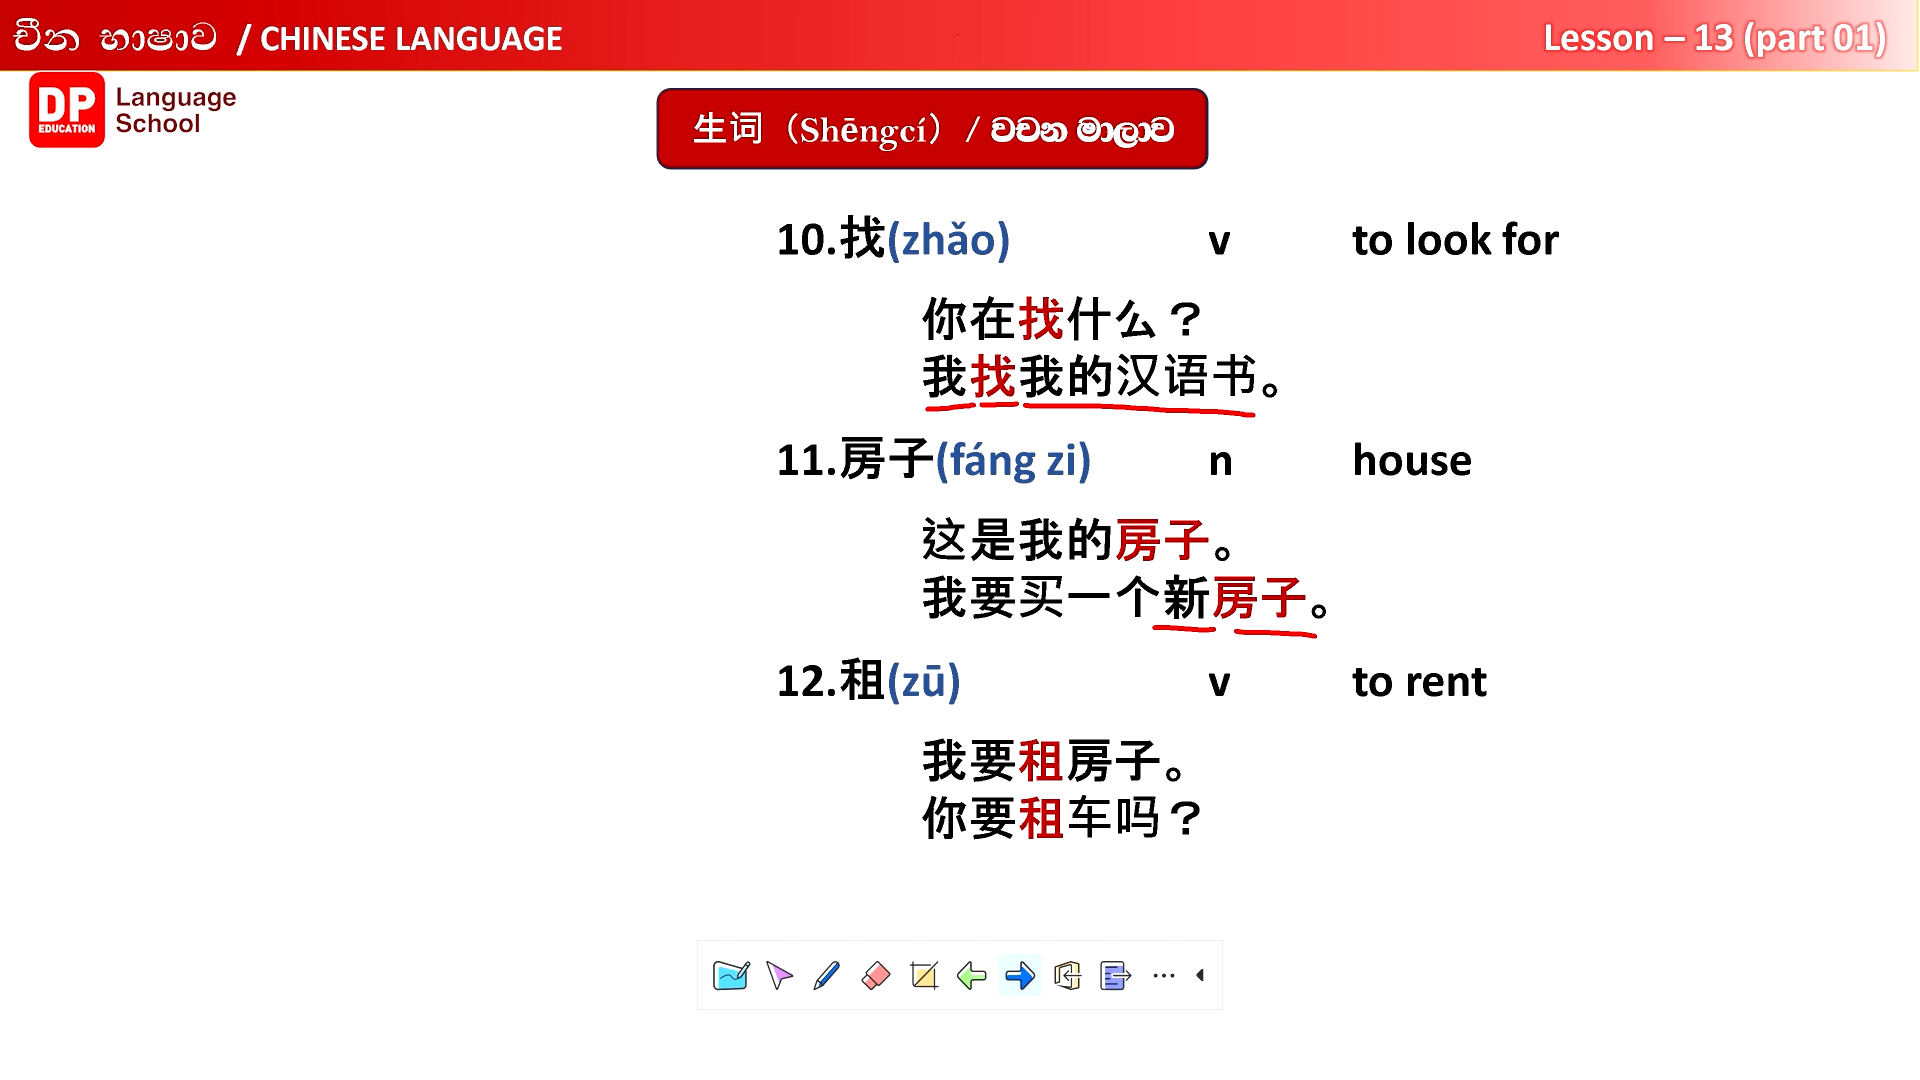 චීන භාෂාව / CHINESE LANGUAGE
Lesson – 13 (part 01)
DP EDUCATION
Language School
生词（Shēngcí） / වචන මාලාව
10.找(zhǎo) v to look for
你在找什么？
我找我的汉语书。
11.房子(fáng zi) n house
这是我的房子。
我要买一个新房子。
12.租(zū) v to rent
我要租房子。
你要租车吗？